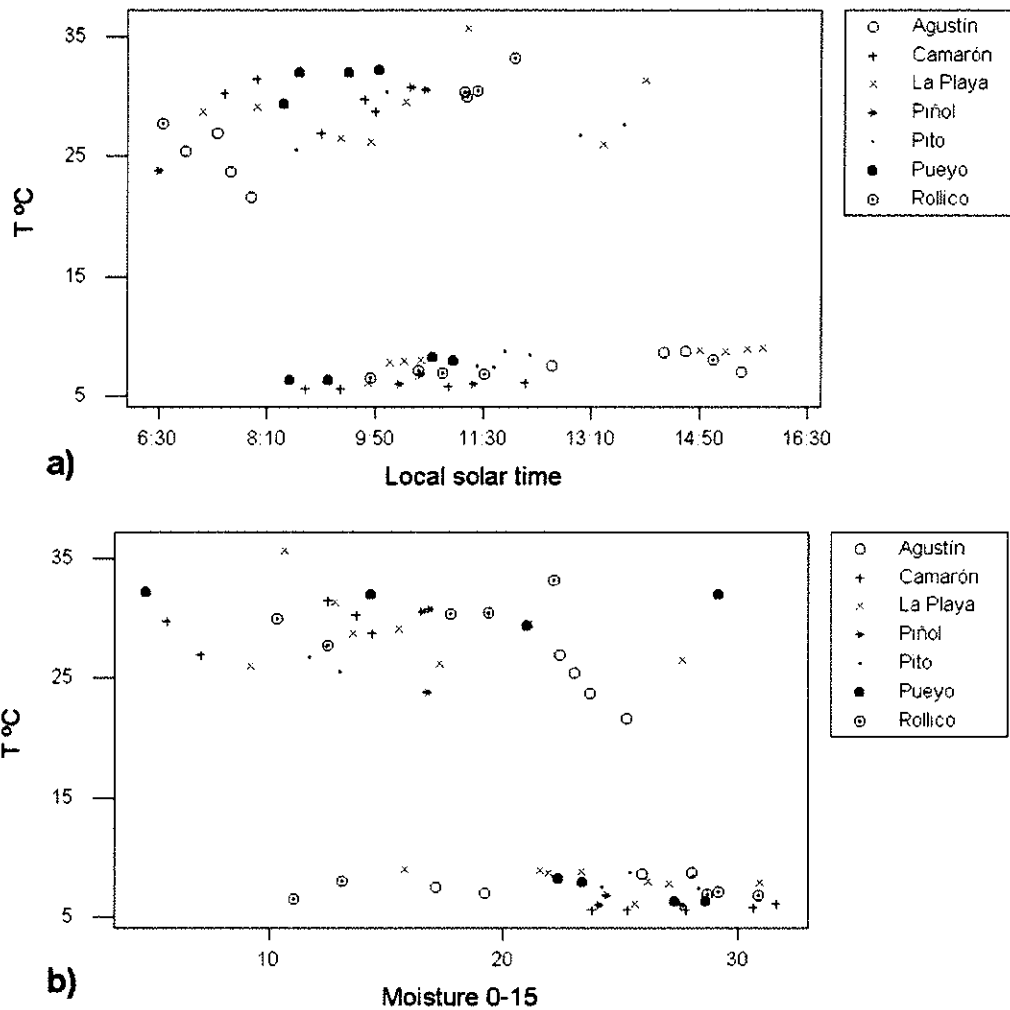 35
25
15
5
T ºC
6:30
8:10
9:50
11:30
13:10
14:50
16:30
Local solar time
a)
Agustín
Camarón
La Playa
Piñol
Pito
Pueyo
Rollico
35
25
15
5
T ºC
10
20
30
Moisture 0-15
b)
Agustín
Camarón
La Playa
Piñol
Pito
Pueyo
Rollico